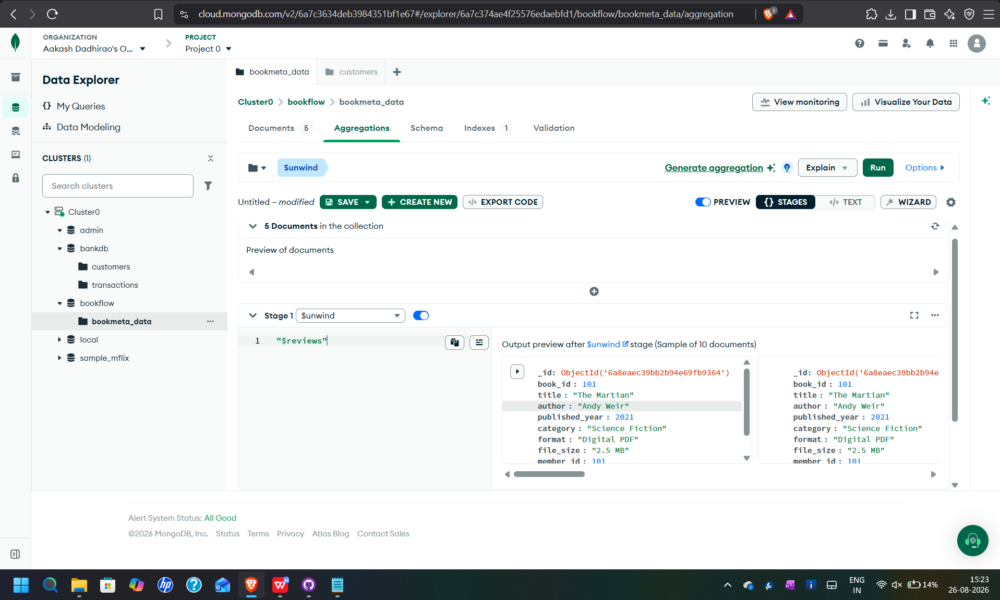 cloud.mongodb.com/v2/6a7c3634deb3984351bf1e67#/explorer/6a7c374ae4f25576edaebfd1/bookflow/bookmeta_data/aggregation
3
ORGANIZATION
Aakash Dadhirao's O...
PROJECT
Project 0
Data Explorer
My Queries
Data Modeling
CLUSTERS (1)
Search clusters
Cluster0
admin
bankdb
customers
transactions
bookflow
bookmeta_data
local
sample_mflix
bookmeta_data
customers
Cluster0 > bookflow > bookmeta_data
View monitoring
Visualize Your Data
Documents 5
Aggregations
Schema
Indexes 1
Validation
$unwind
Generate aggregation
Explain
Run
Options
Untitled – modified
SAVE
CREATE NEW
EXPORT CODE
PREVIEW
{} STAGES
</> TEXT
WIZARD
5 Documents in the collection
Preview of documents
Stage 1 $unwind
1 "$reviews"
Output preview after $unwind stage (Sample of 10 documents)
_id: ObjectId('6a8eaec39bb2b94e69fb9364')
book_id : 101
title : "The Martian"
author : "Andy Weir"
published_year : 2021
category : "Science Fiction"
format : "Digital PDF"
file_size : "2.5 MB"
member_id : 101
_id: ObjectId('6a8eaec39bb2b94e
book_id : 101
title : "The Martian"
author : "Andy Weir"
published_year : 2021
category : "Science Fiction"
format : "Digital PDF"
file_size : "2.5 MB"
member_id : 101
Alert System Status: All Good
©2026 MongoDB, Inc. Status Terms Privacy Atlas Blog Contact Sales
ENG
IN
14%
15:23
26-08-2026